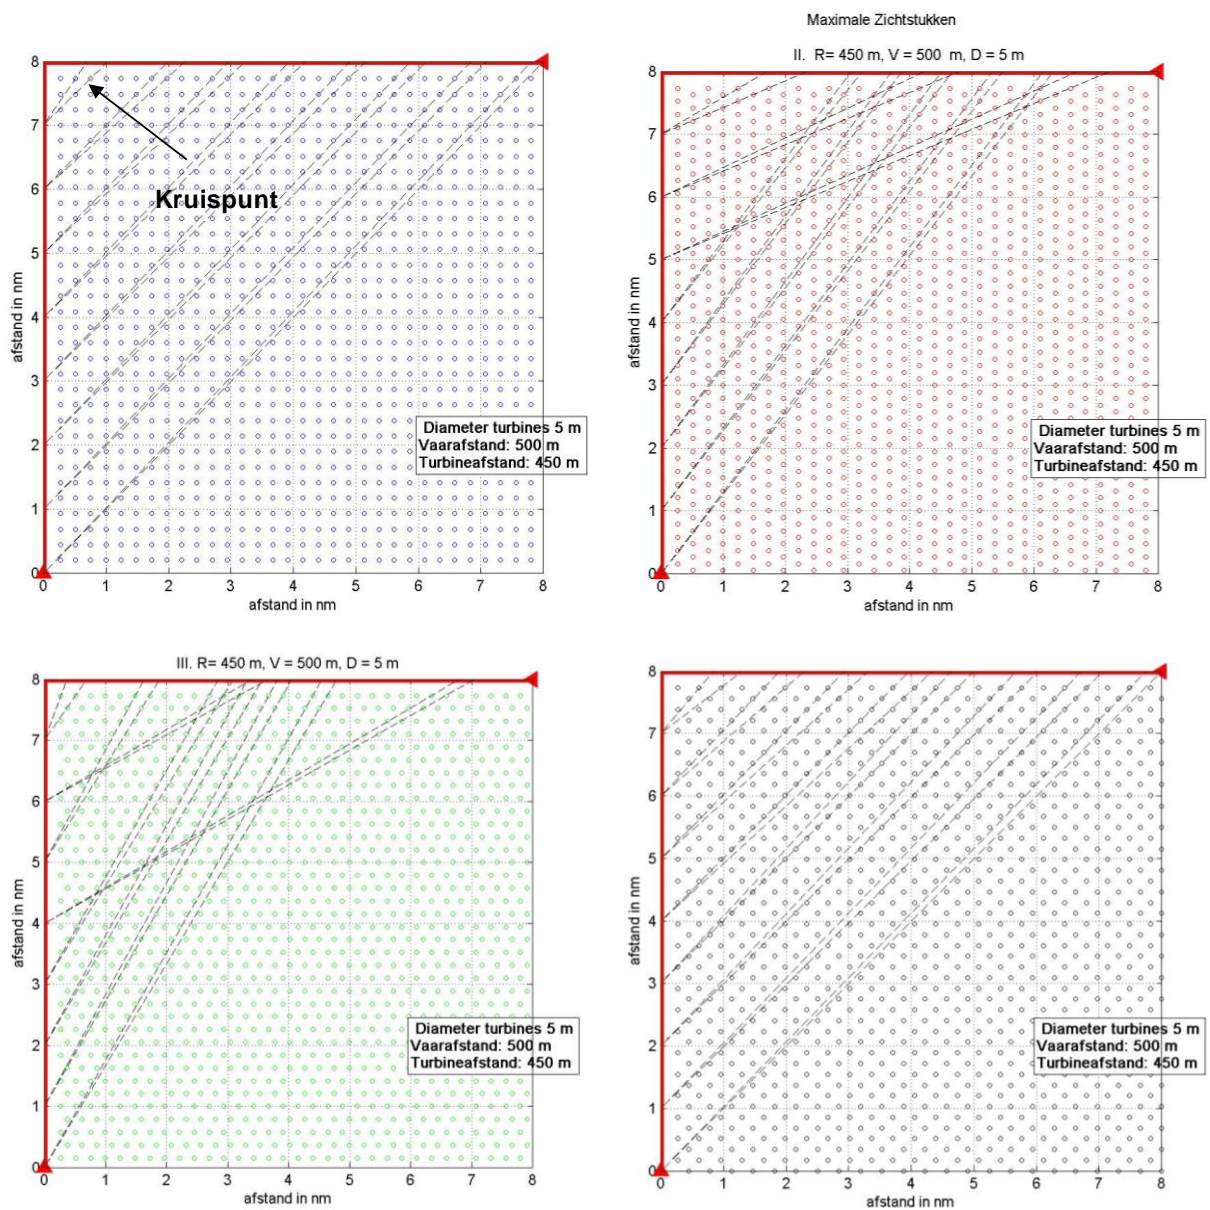 Maximale Zichtstukken
II. R= 450 m, V = 500 m, D = 5 m
8
7
6
5
4
3
2
1
0
afstand in nm
Kruispunt
Diameter turbines 5 m
Vaarafstand: 500 m
Turbineafstand: 450 m
0 1 2 3 4 5 6 7 8
afstand in nm
8
7
6
5
4
3
2
1
0
afstand in nm
Diameter turbines 5 m
Vaarafstand: 500 m
Turbineafstand: 450 m
0 1 2 3 4 5 6 7 8
afstand in nm
III. R= 450 m, V = 500 m, D = 5 m
8
7
6
5
4
3
2
1
0
afstand in nm
Diameter turbines 5 m
Vaarafstand: 500 m
Turbineafstand: 450 m
0 1 2 3 4 5 6 7 8
afstand in nm
8
7
6
5
4
3
2
1
0
afstand in nm
Diameter turbines 5 m
Vaarafstand: 500 m
Turbineafstand: 450 m
0 1 2 3 4 5 6 7 8
afstand in nm